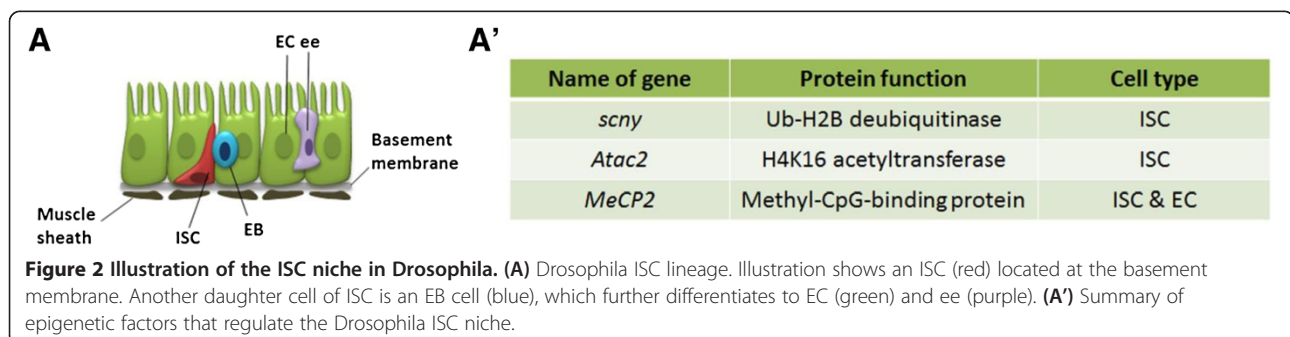 A
EC ee
Basement
membrane
Muscle
sheath
ISC
EB
A'
Name of gene Protein function Cell type
scny Ub-H2B deubiquitinase ISC
Atac2 H4K16 acetyltransferase ISC
MeCP2 Methyl-CpG-binding protein ISC & EC
Figure 2 Illustration of the ISC niche in Drosophila. (A) Drosophila ISC lineage. Illustration shows an ISC (red) located at the basement
membrane. Another daughter cell of ISC is an EB cell (blue), which further differentiates to EC (green) and ee (purple). (A') Summary of
epigenetic factors that regulate the Drosophila ISC niche.